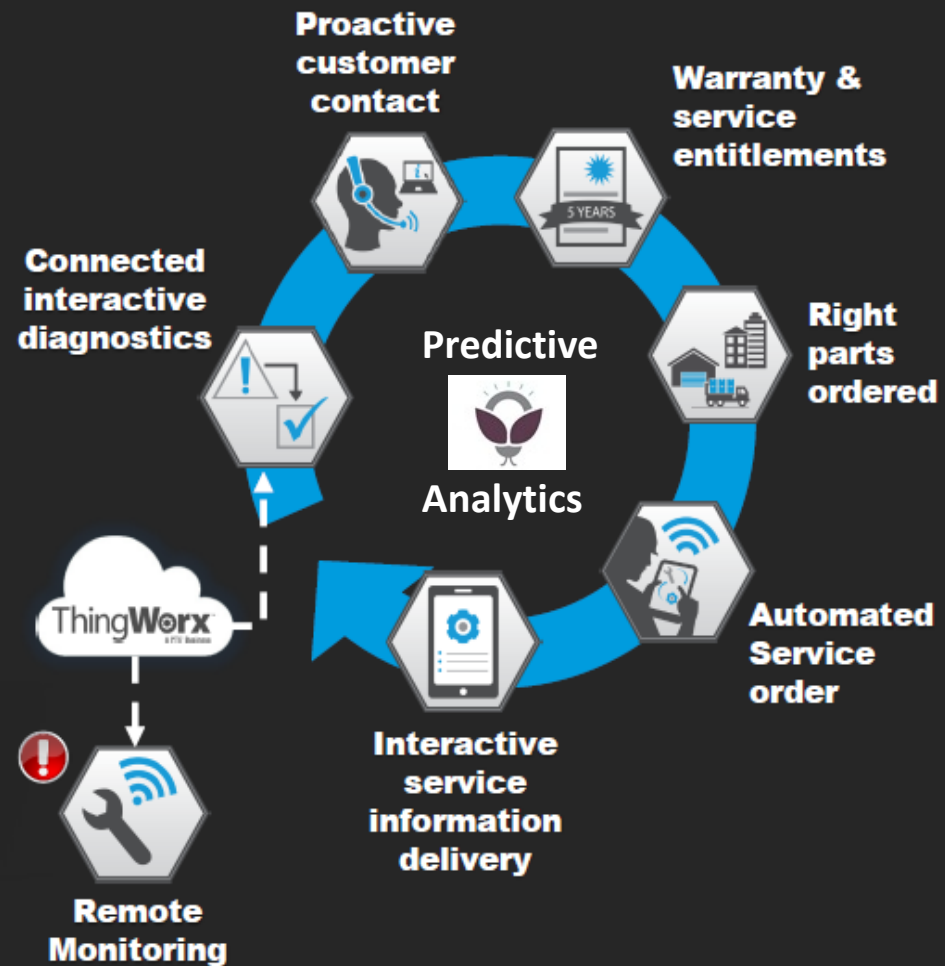 Proactive
customer
contact
Warranty &
service
entitlements
5 YEARS
Connected
interactive
diagnostics
Right
parts
ordered
Predictive
Analytics
ThingWorx
Automated
Service
order
Interactive
service
information
delivery
Remote
Monitoring